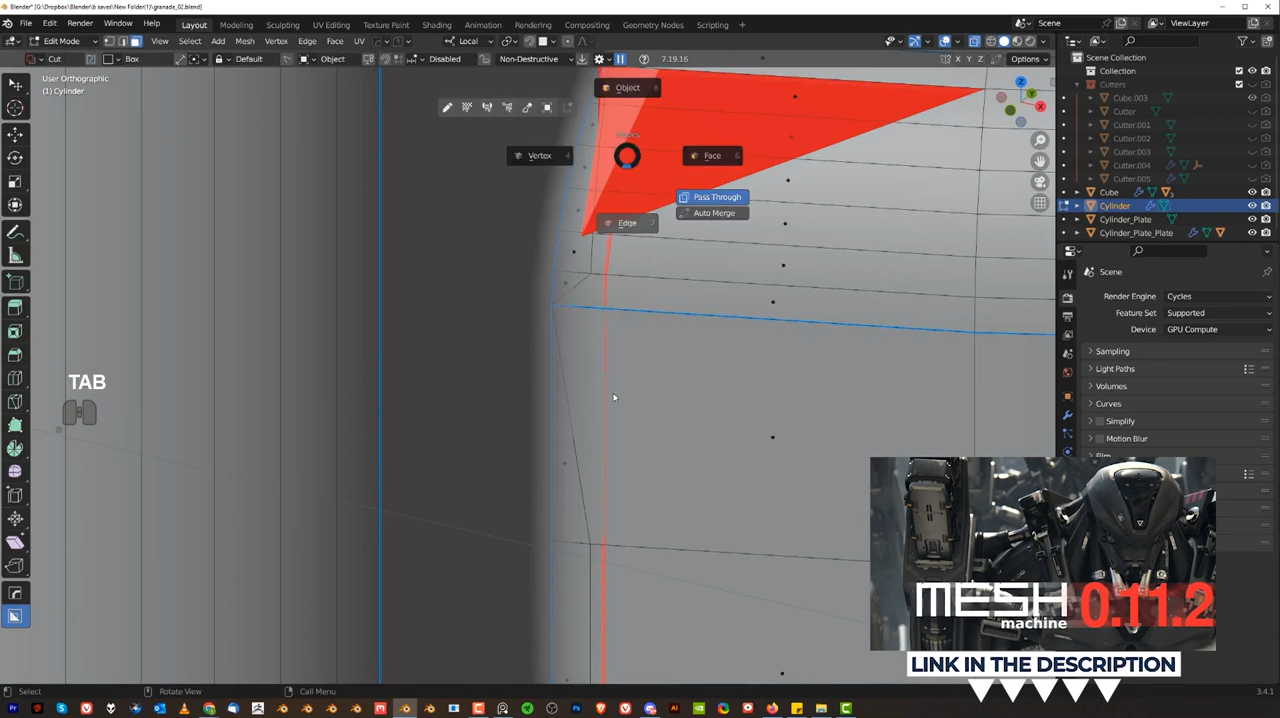 Blender* [G:\Dropbox\Blender\b saves\New Folder(1)\granade_02.blend]
File Edit Render Window Help Layout Modeling Sculpting UV Editing Texture Paint Shading Animation Rendering Compositing Geometry Nodes Scripting + Scene ViewLayer
Edit Mode View Select Add Mesh Vertex Edge Face UV Local
Cut Box Default Object Disabled Non-Destructive 7.19.16 X Y Z Options
User Orthographic
(1) Cylinder
Object 8
Modes
Vertex 4
Face 6
Pass Through
Auto Merge
Edge 2
TAB
Z
Y
X
Scene Collection
Collection
Cutters
Cube.003
Cutter
Cutter.001
Cutter.002
Cutter.003
Cutter.004
Cutter.005
Cube
Cylinder
Cylinder_Plate
Cylinder_Plate_Plate
Scene
Render Engine Cycles
Feature Set Supported
Device GPU Compute
Sampling
Light Paths
Volumes
Curves
Simplify
Motion Blur
Film
MESH
machine
0.11.2
LINK IN THE DESCRIPTION
Select Rotate View Call Menu 3.4.1